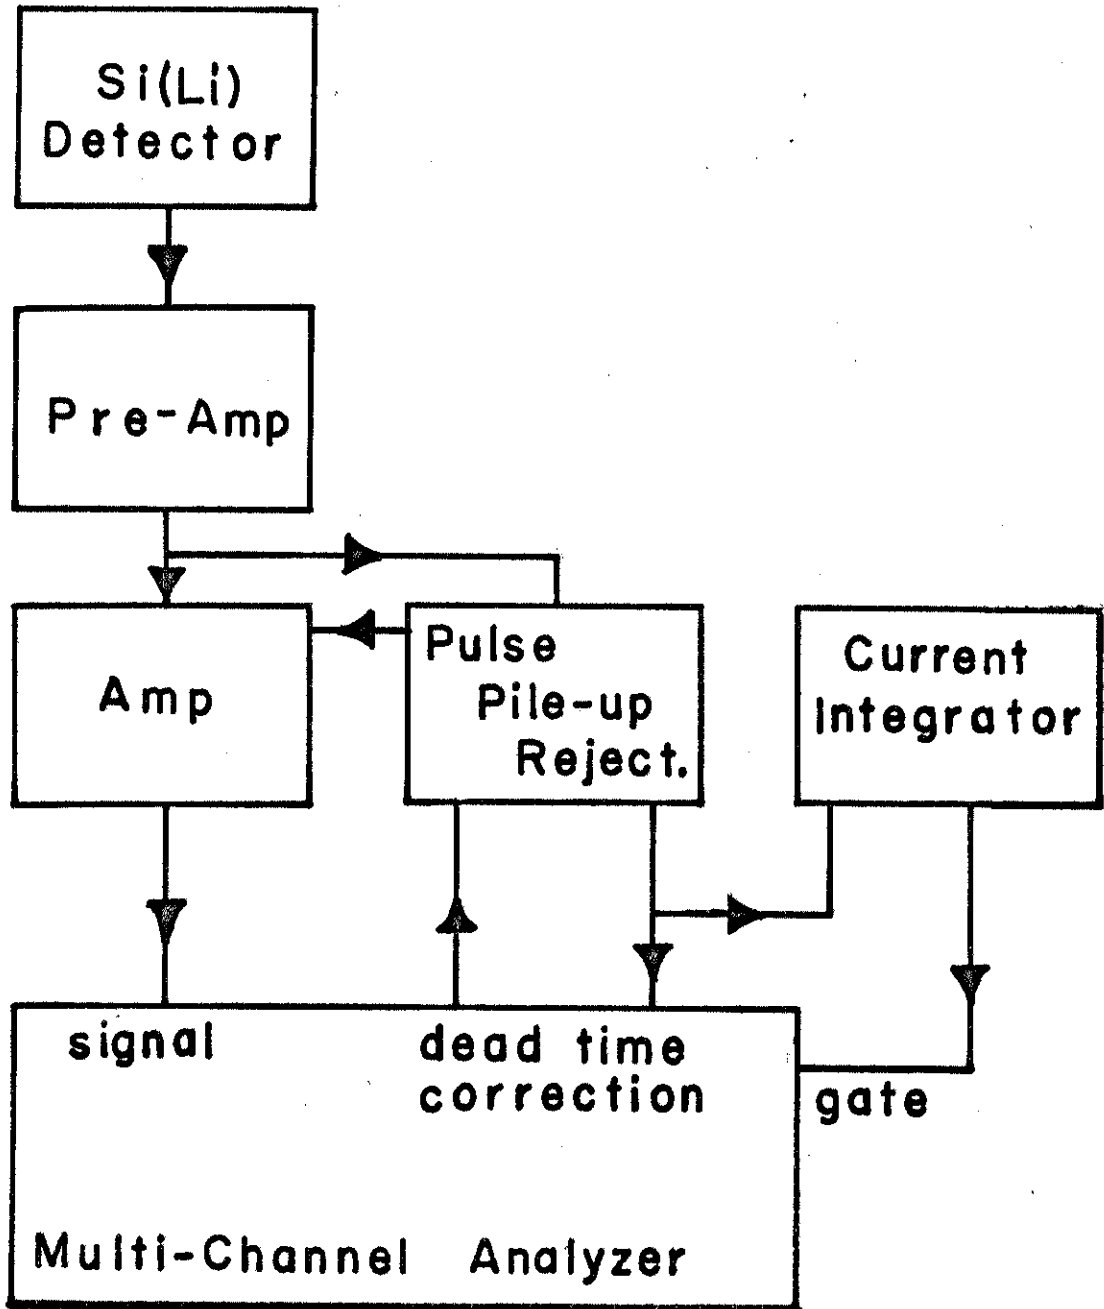 Si(Li)
Detector
Pre-Amp
Amp
Pulse
Pile-up
Reject.
Current
Integrator
signal
dead time
correction
gate
Multi-Channel Analyzer